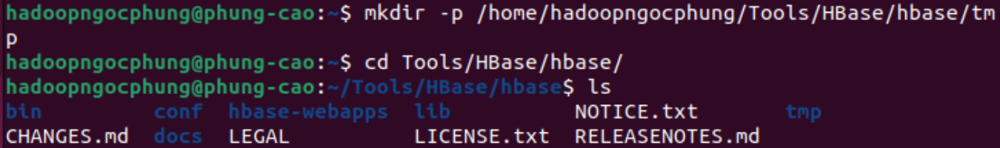 hadoopngocphung@phung-cao:~$ mkdir -p /home/hadoopngocphung/Tools/HBase/hbase/tm
p
hadoopngocphung@phung-cao:~$ cd Tools/HBase/hbase/
hadoopngocphung@phung-cao:~/Tools/HBase/hbase$ ls
bin         conf  hbase-webapps  lib          NOTICE.txt       tmp
CHANGES.md  docs  LEGAL          LICENSE.txt  RELEASENOTES.md